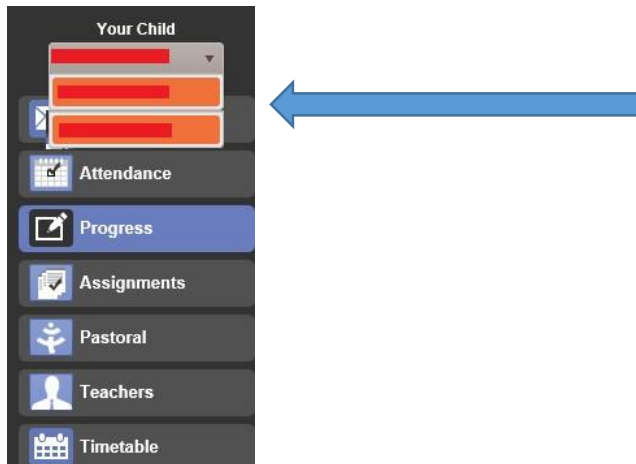 Your Child
Attendance
Progress
Assignments
Pastoral
Teachers
Timetable